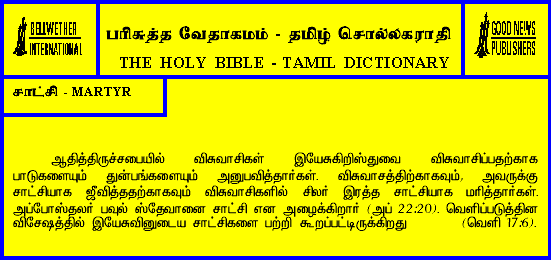 BELLWETHER
INTERNATIONAL
பரிசுத்த வேதாகமம் - தமிழ் சொல்லகராதி
THE HOLY BIBLE - TAMIL DICTIONARY
GOOD NEWS
PUBLISHERS
சாட்சி - MARTYR
ஆதித்திருச்சபையில் விசுவாசிகள் இயேசுகிறிஸ்துவை விசுவாசிப்பதற்காக
பாடுகளையும் துன்பங்களையும் அனுபவித்தார்கள். விசுவாசத்திற்காகவும், அவருக்கு
சாட்சியாக ஜீவித்ததற்காகவும் விசுவாசிகளில் சிலர் இரத்த சாட்சியாக மரித்தார்கள்.
அப்போஸ்தலர் பவுல் ஸ்தேவானை சாட்சி என அழைக்கிறார் (அப் 22:20). வெளிப்படுத்தின
விசேஷத்தில் இயேசுவினுடைய சாட்சிகளை பற்றி கூறப்பட்டிருக்கிறது (வெளி 17:6).